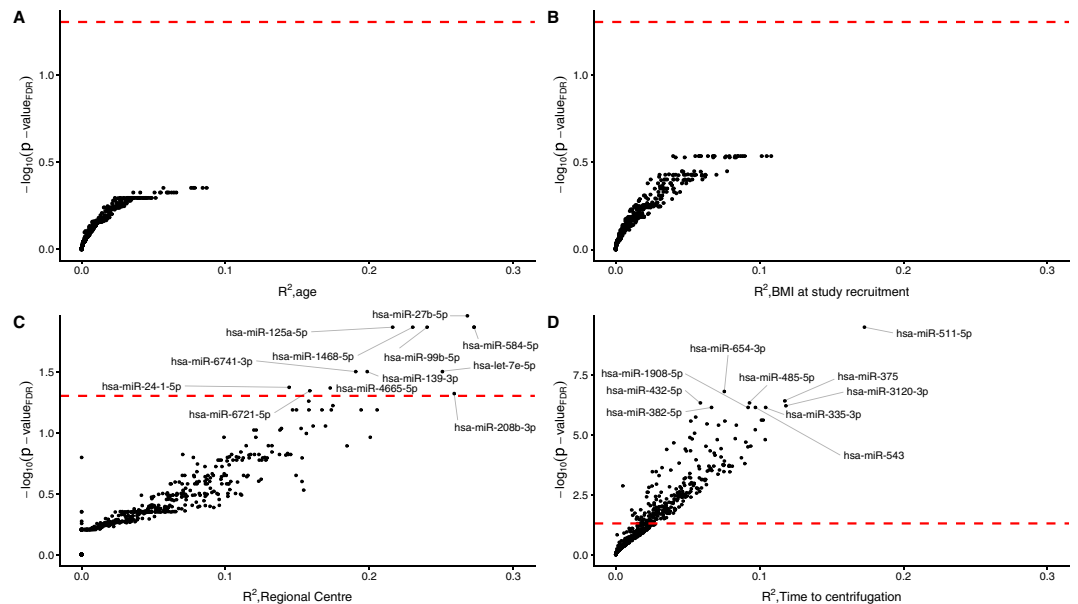 A
1.0
0.5
0.0
−log10(p −valueFDR)
0.0 0.1 0.2 0.3
R2,age
B
1.0
0.5
0.0
−log10(p −valueFDR)
0.0 0.1 0.2 0.3
R2,BMI at study recruitment
C
hsa-miR-27b-5p
hsa-miR-125a-5p
hsa-miR-584-5p
hsa-miR-1468-5p
hsa-miR-99b-5p
hsa-miR-6741-3p
hsa-let-7e-5p
hsa-miR-139-3p
hsa-miR-24-1-5p
hsa-miR-4665-5p
hsa-miR-6721-5p
hsa-miR-208b-3p
1.5
1.0
0.5
0.0
−log10(p −valueFDR)
0.0 0.1 0.2 0.3
R2,Regional Centre
D
hsa-miR-511-5p
hsa-miR-654-3p
hsa-miR-1908-5p
hsa-miR-485-5p
hsa-miR-375
hsa-miR-432-5p
hsa-miR-3120-3p
hsa-miR-382-5p
hsa-miR-335-3p
hsa-miR-543
7.5
5.0
2.5
0.0
−log10(p −valueFDR)
0.0 0.1 0.2 0.3
R2,Time to centrifugation